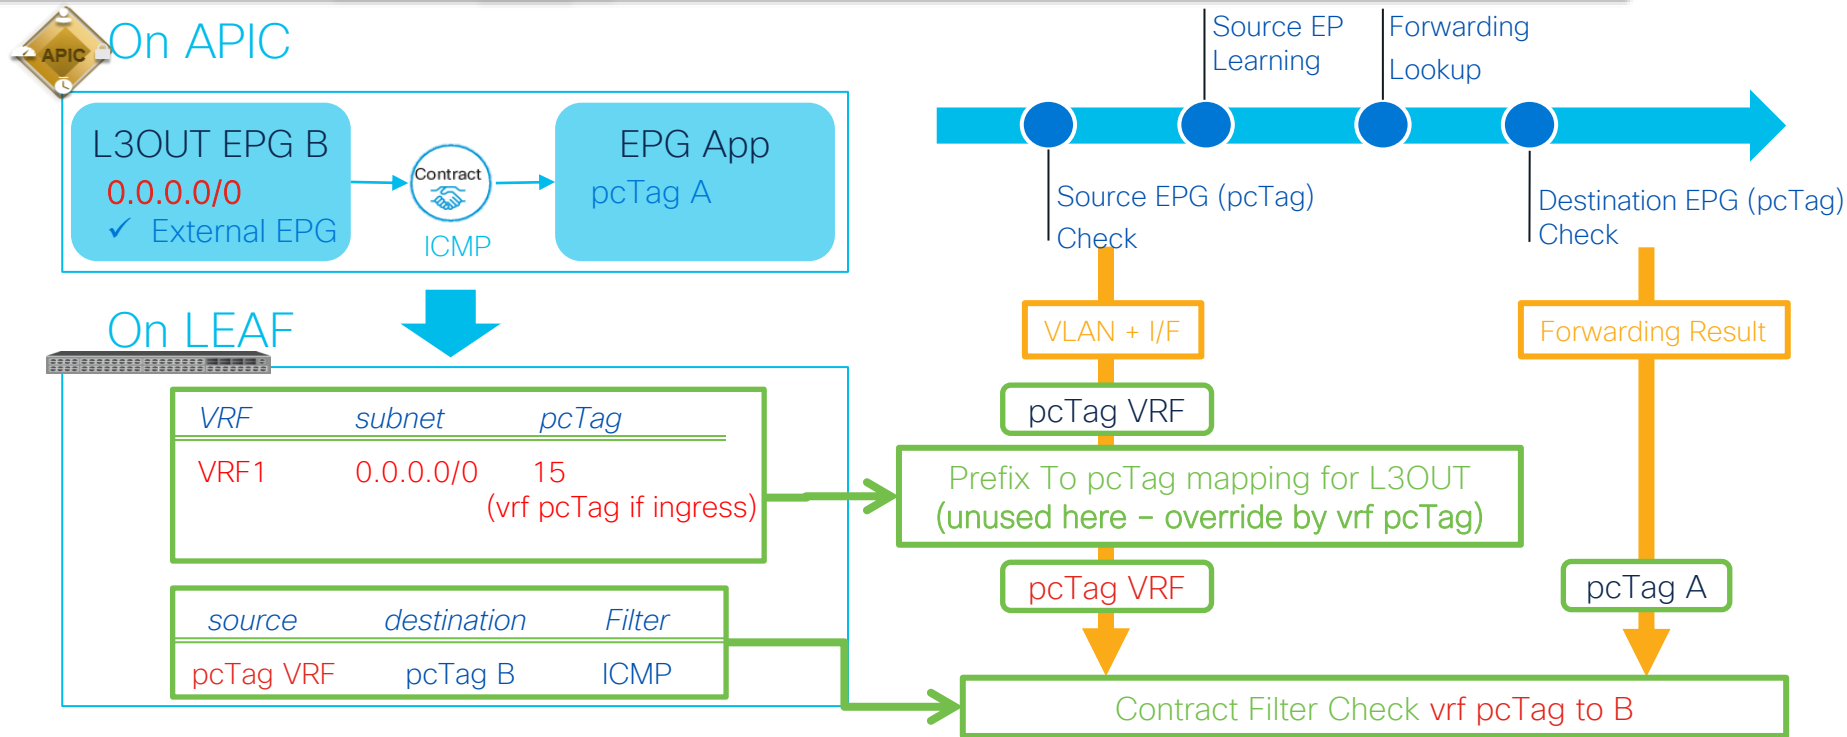 APIC
On APIC
L3OUT EPG B
0.0.0.0/0
✓ External EPG
Contract
ICMP
EPG App
pcTag A
On LEAF
VRF subnet pcTag
VRF1 0.0.0.0/0 15
(vrf pcTag if ingress)
source destination Filter
pcTag VRF pcTag B ICMP
Source EP
Learning
Forwarding
Lookup
Source EPG (pcTag)
Check
Destination EPG (pcTag)
Check
VLAN + I/F
Forwarding Result
pcTag VRF
Prefix To pcTag mapping for L3OUT
(unused here – override by vrf pcTag)
pcTag VRF
pcTag A
Contract Filter Check vrf pcTag to B